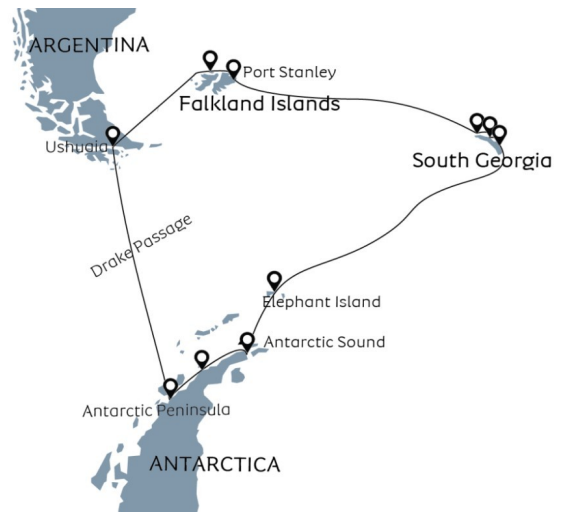 ARGENTINA
Port Stanley
Falkland Islands
Ushuaia
South Georgia
Drake Passage
Elephant Island
Antarctic Sound
Antarctic Peninsula
ANTARCTICA